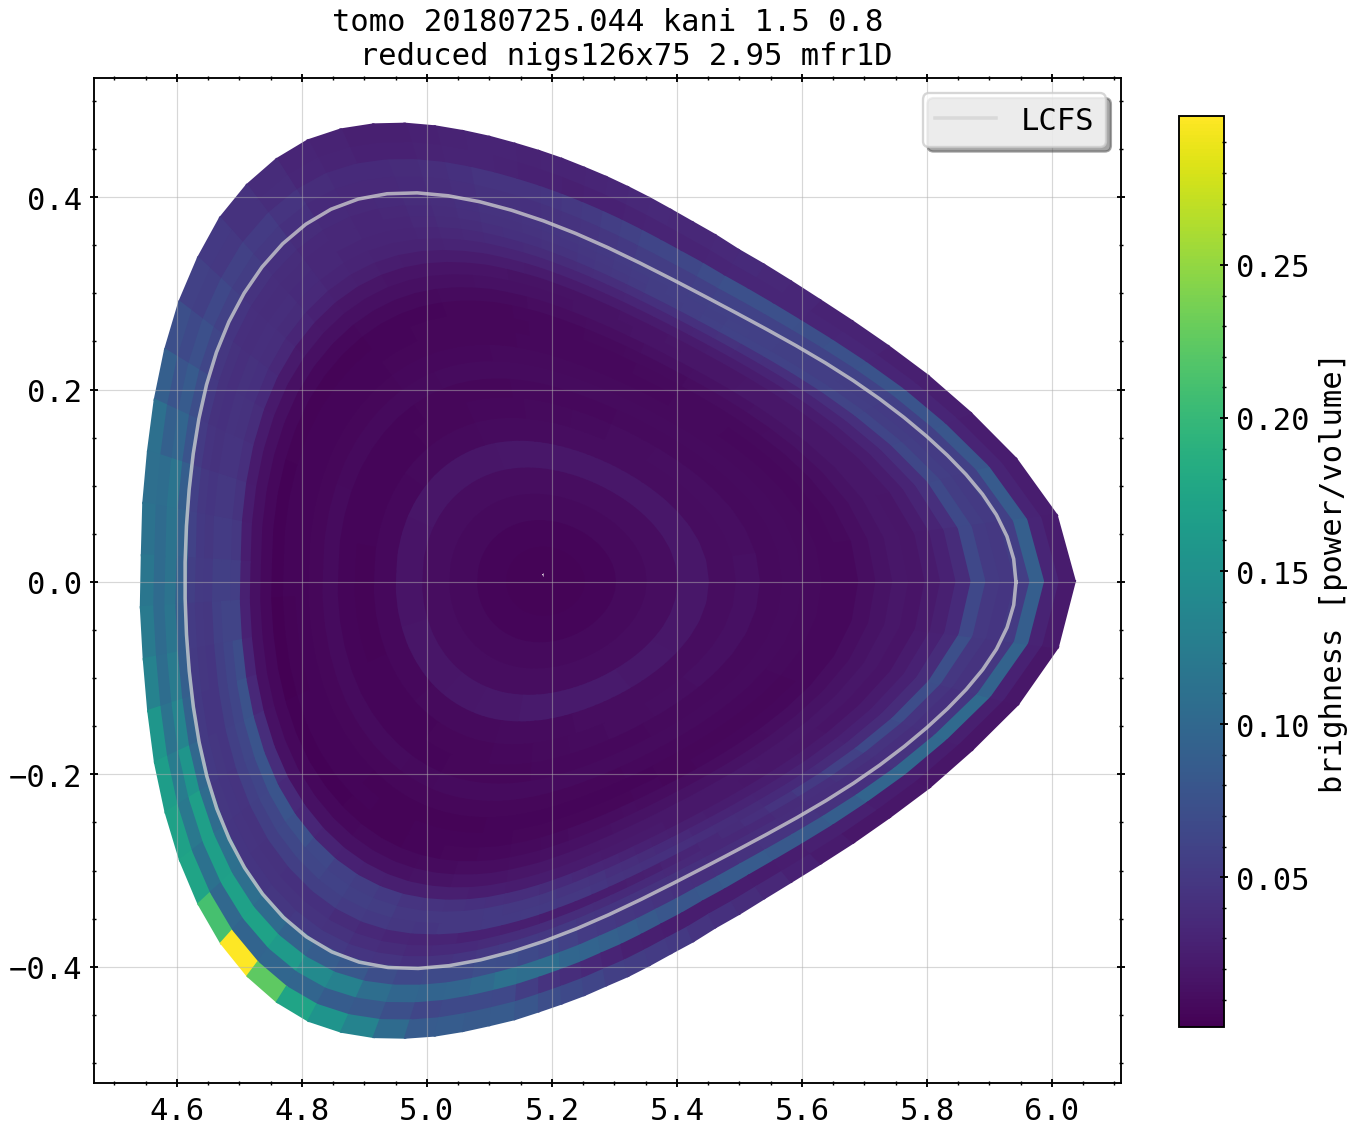 tomo 20180725.044 kani 1.5 0.8
reduced nigs126x75 2.95 mfr1D
LCFS
0.4
0.2
0.0
−0.2
−0.4
4.6 4.8 5.0 5.2 5.4 5.6 5.8 6.0
0.25
0.20
0.15
0.10
0.05
brighness [power/volume]